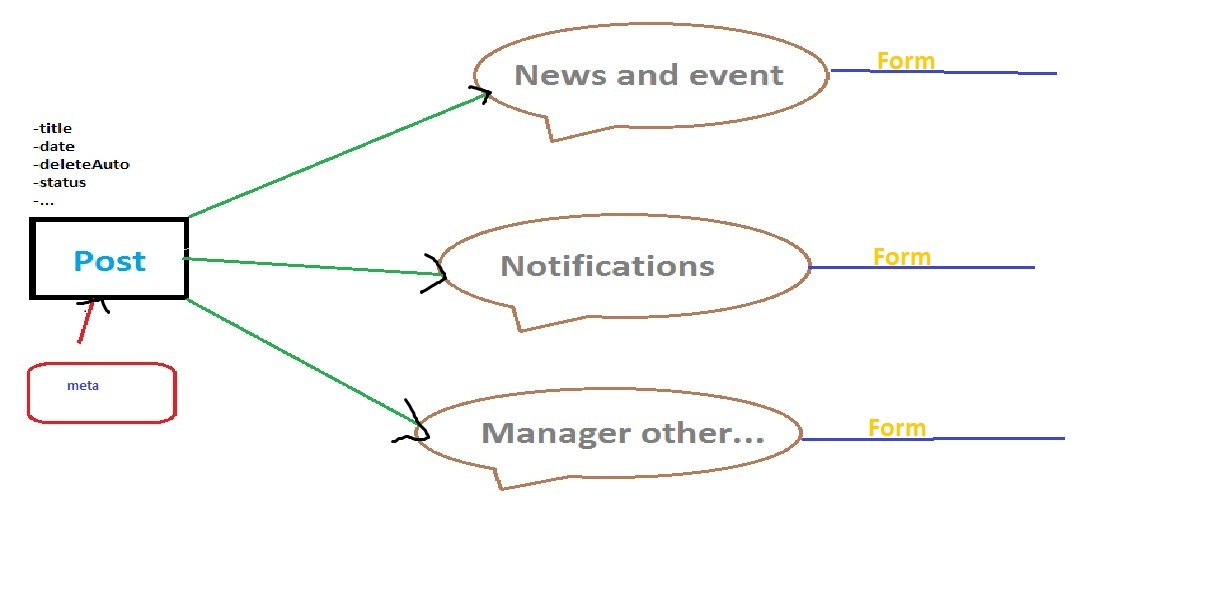 News and event
Form
-title
-date
-deleteAuto
-status
-...
Post
Notifications
Form
meta
Manager other...
Form